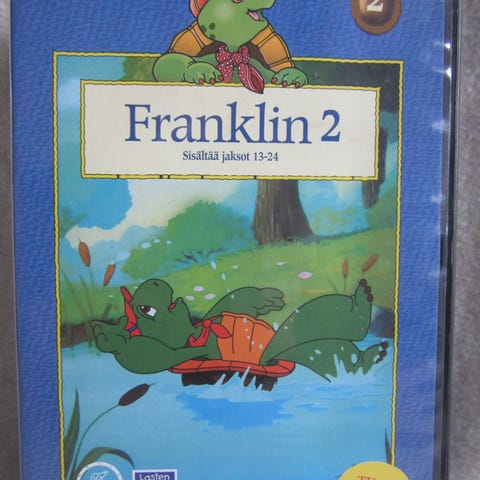 2
Franklin 2
Sisältää jaksot 13-24
Lasten